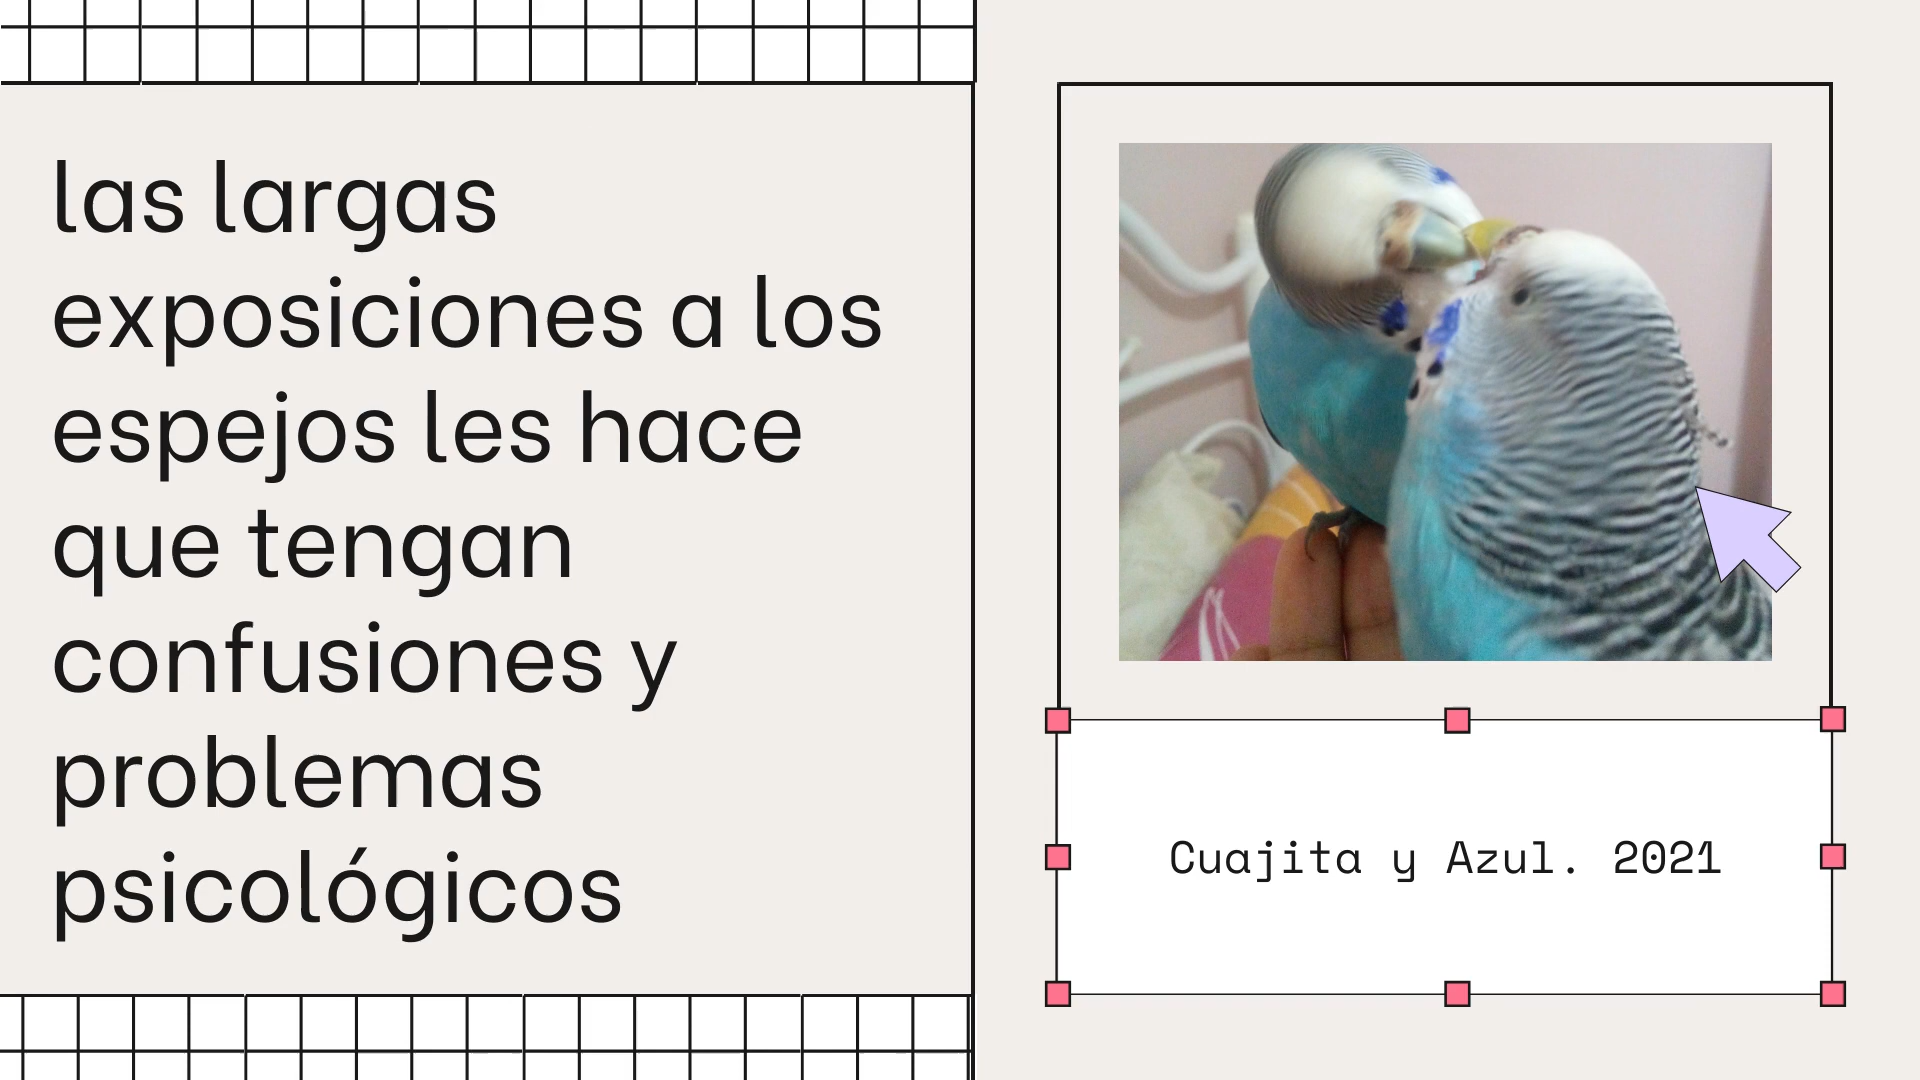 las largas
exposiciones a los
espejos les hace
que tengan
confusiones y
problemas
psicológicos
Cuajita y Azul. 2021